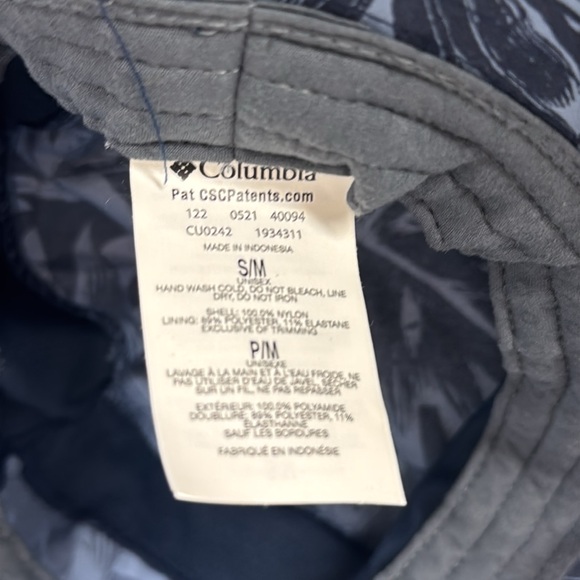 Columbia
Pat CSCPatents.com
122 0521 40094
CU0242 1934311
MADE IN INDONESIA
S/M
UNISEX
HAND WASH COLD, DO NOT BLEACH, LINE
DRY, DO NOT IRON
SHELL: 100.0% NYLON
LINING: 89% POLYESTER, 11% ELASTANE
EXCLUSIVE OF TRIMMING
P/M
UNISEXE
LAVAGE À LA MAIN ET À L'EAU FROIDE, NE
PAS UTILISER D'EAU DE JAVEL, SÉCHER
SUR UN FIL, NE PAS REPASSER
EXTÉRIEUR: 100.0% POLYAMIDE
DOUBLURE: 89% POLYESTER, 11%
ÉLASTHANNE
SAUF LES BORDURES
FABRIQUÉ EN INDONÉSIE